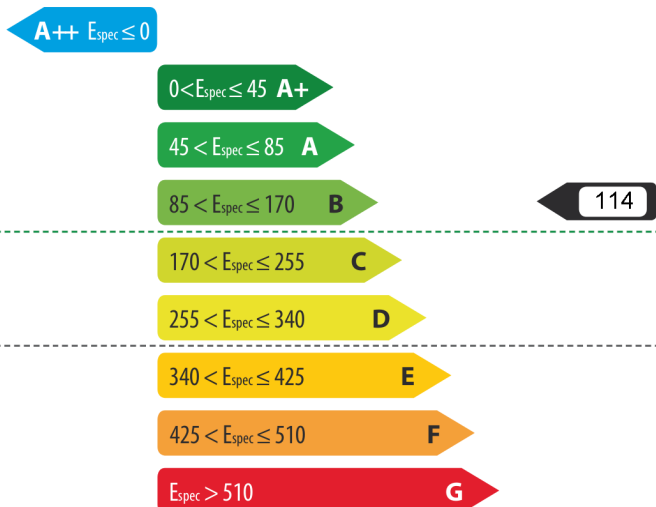 A++ Espec ≤ 0
0<Espec ≤ 45 A+
45 < Espec ≤ 85 A
85 < Espec ≤ 170 B
114
170 < Espec ≤ 255 C
255 < Espec ≤ 340 D
340 < Espec ≤ 425 E
425 < Espec ≤ 510 F
Espec > 510 G